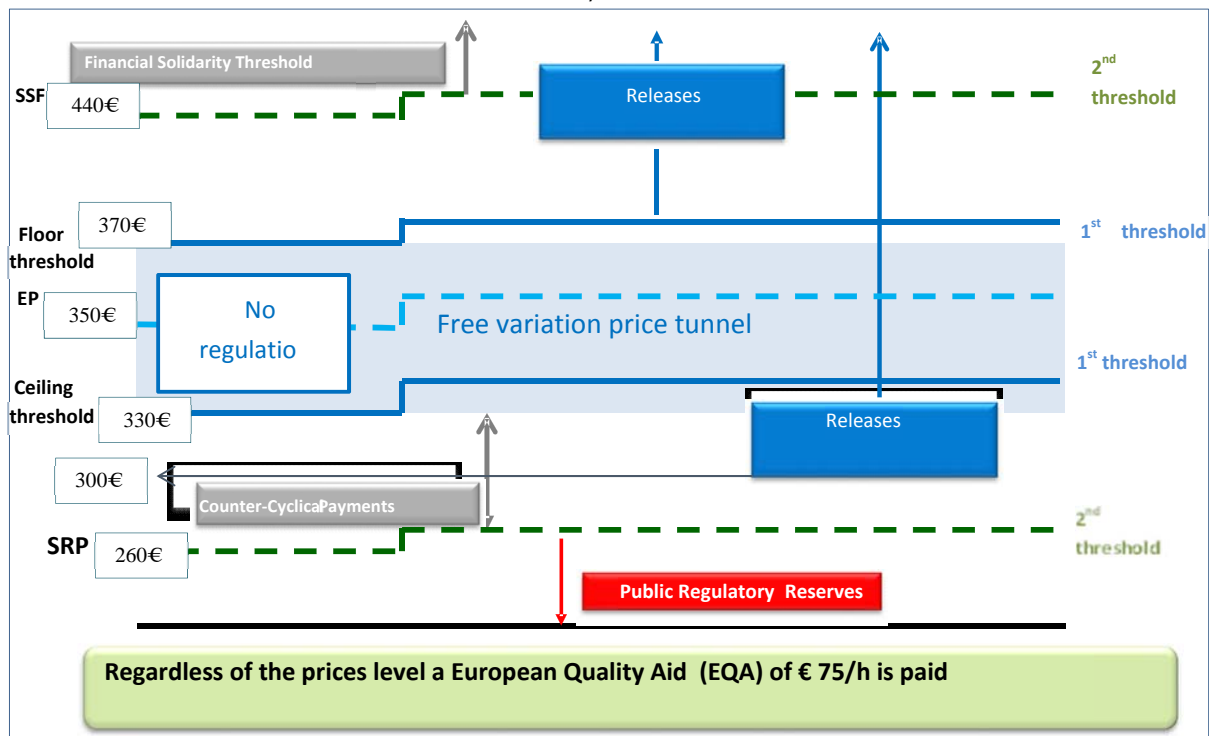 Financial Solidarity Threshold
SSF
440€
Releases
2nd
threshold
370€
Floor
threshold
1st threshold
EP
350€
No
regulatio
Free variation price tunnel
Ceiling
threshold
330€
1st threshold
Releases
300€
Counter-CyclicaPayments
SRP
260€
2nd
threshold
Public Regulatory Reserves
Regardless of the prices level a European Quality Aid (EQA) of € 75/h is paid